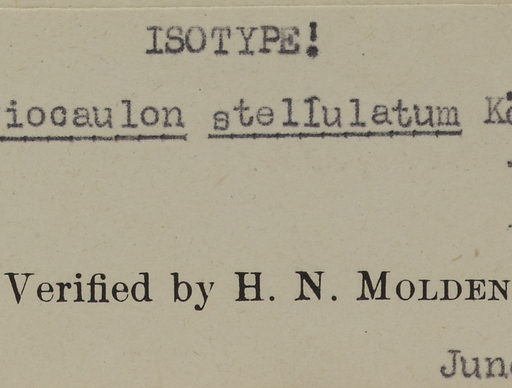 ISOTYPE!
iocaulon stellulatum K
Verified by H. N. MOLDEN
Jun